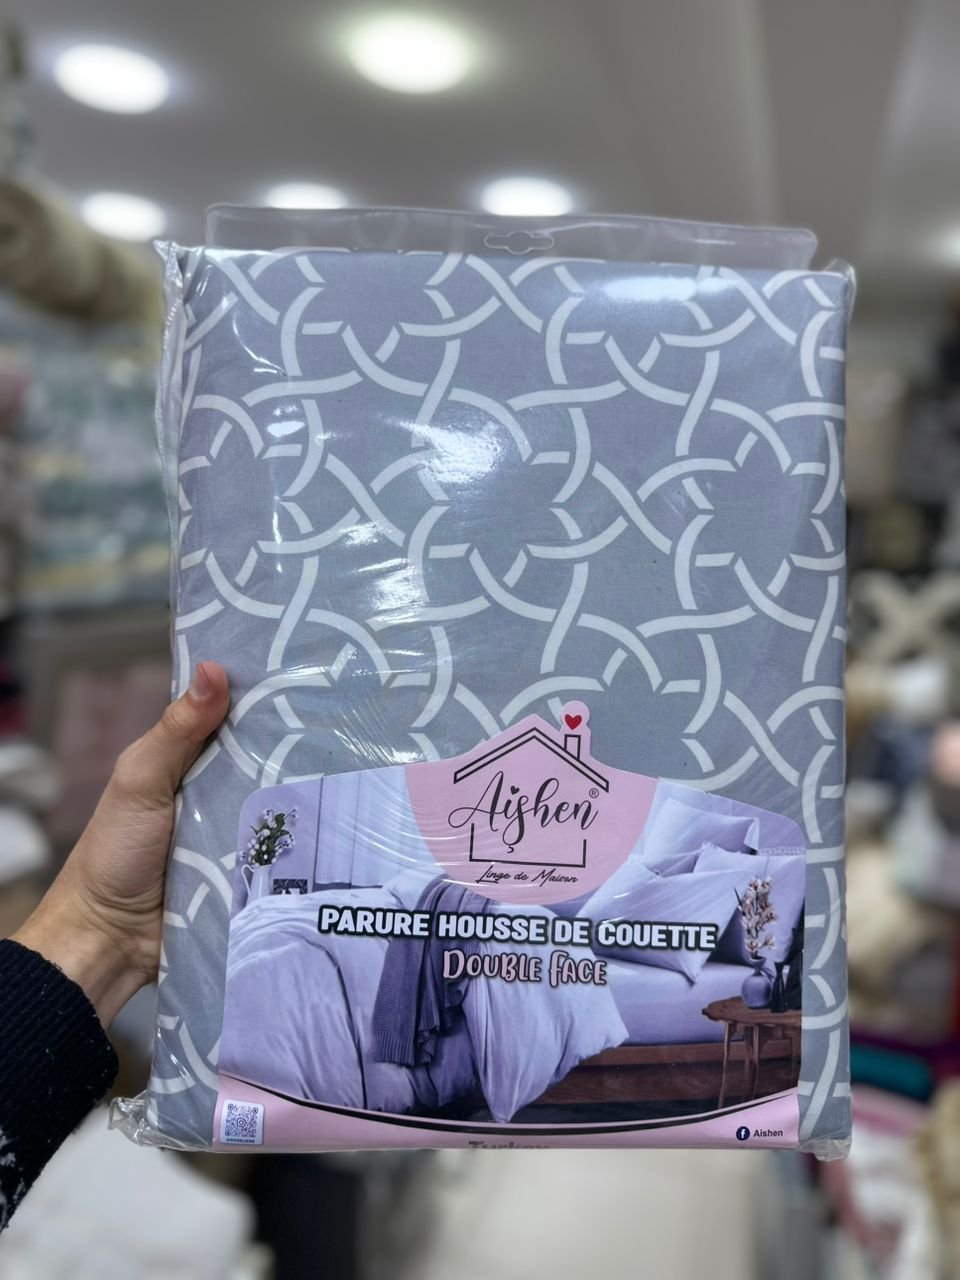 Aishen®
Linge de Maison
PARURE HOUSSE DE COUETTE
DOUBLE FACE
Aishen